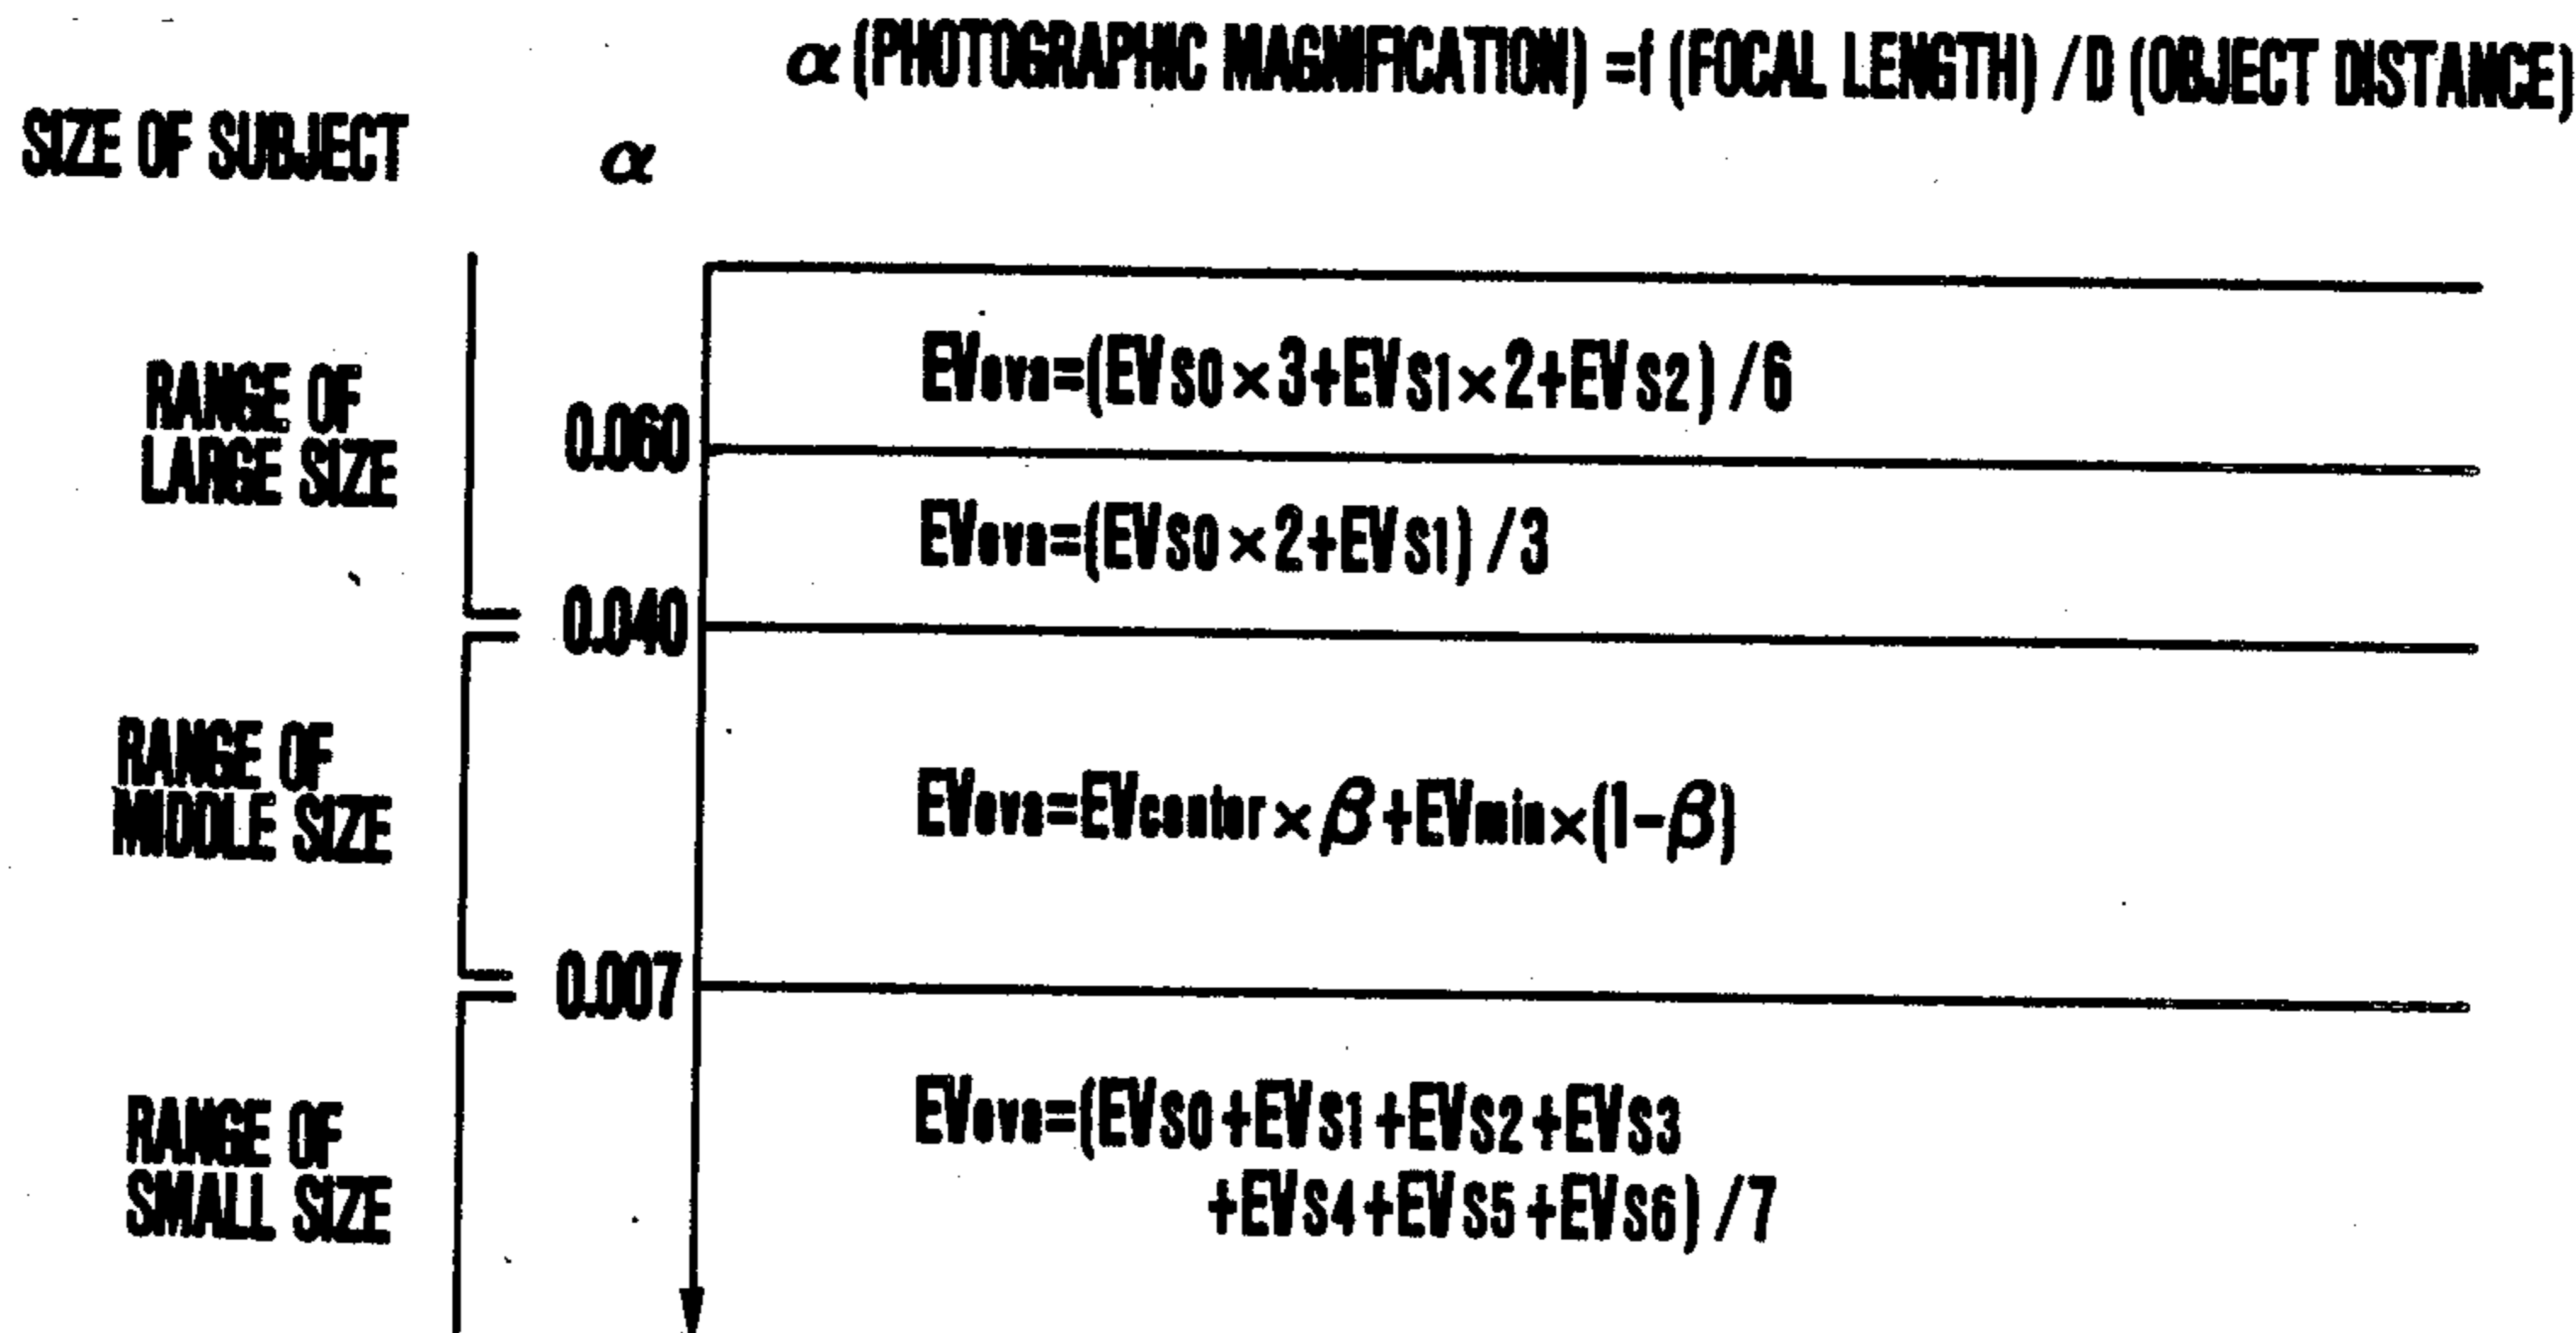 α (PHOTOGRAPHIC MAGNIFICATION) =f (FOCAL LENGTH) / D (OBJECT DISTANCE)
SIZE OF SUBJECT
α
RANGE OF
LARGE SIZE
EVeva=(EVS0×3+EVS1×2+EVS2) /6
0.060
EVeva=(EVS0×2+EVS1) /3
0.040
RANGE OF
MIDDLE SIZE
EVeva=EVcenter×β+EVmin×(1-β)
0.007
RANGE OF
SMALL SIZE
EVeva=(EVS0+EVS1+EVS2+EVS3
+EVS4+EVS5+EVS6) /7